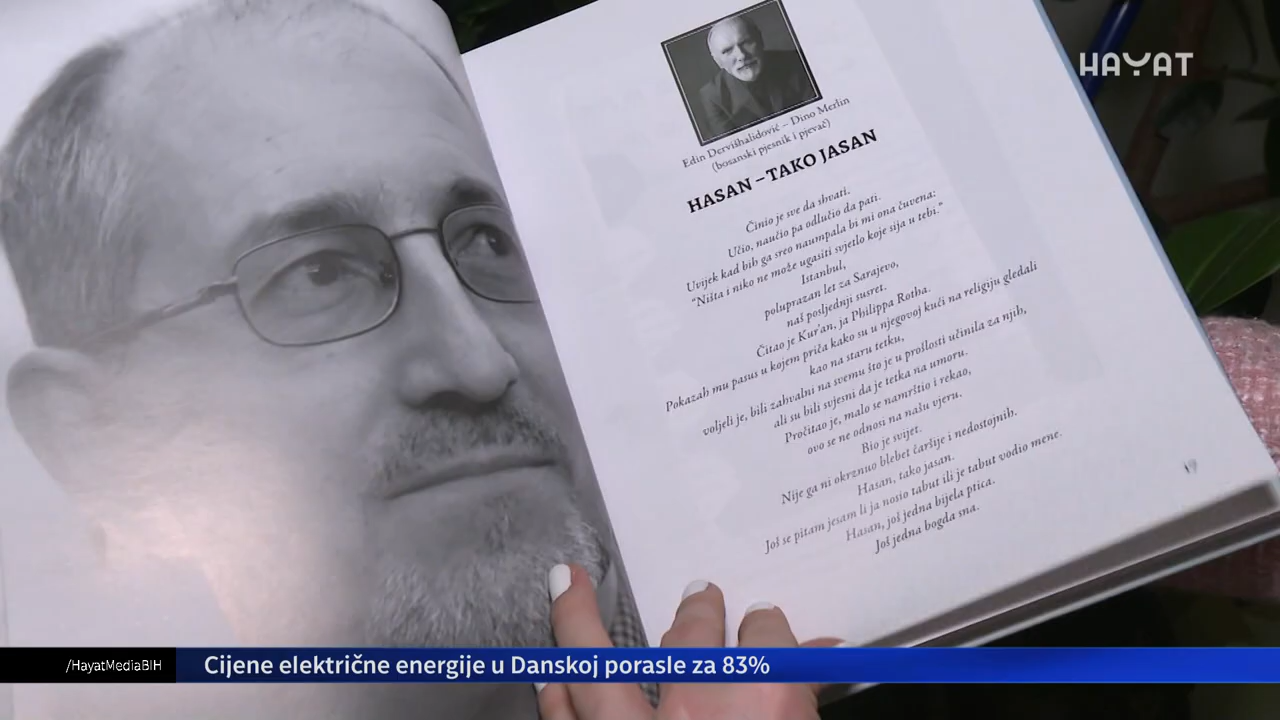 HAYAT
Edin Dervišhalidović – Dino Merlin
(bosanski pjesnik i pjevač)
HASAN – TAKO JASAN
Činio je sve da shvati.
Učio, naučio pa odlučio da pati.
Uvijek kad bih ga sreo naumpala bi mi ona čuvena:
“Ništa i niko ne može ugasiti svjetlo koje sija u tebi.“
Istanbul,
poluprazan let za Sarajevo,
naš posljednji susret.
Čitao je Kur'an, ja Philippa Rotha.
Pokazah mu pasus u kojem priča kako su u njegovoj kući na religiju gledali
kao na staru tetku,
voljeli je, bili zahvalni na svemu što je u prošlosti učinila za njih,
ali su bili svjesni da je tetka na umoru.
Pročitao je, malo se namrštio i rekao,
ovo se ne odnosi na našu vjeru.
Bio je svijet.
Nije ga ni okrznuo blebet čaršije i nedostojnih.
Hasan, tako jasan.
Još se pitam jesam li ja nosio tabut ili je tabut vodio mene.
Hasan, još jedna bijela ptica.
Još jedna bogda sna.
/HayatMediaBIH
Cijene električne energije u Danskoj porasle za 83%